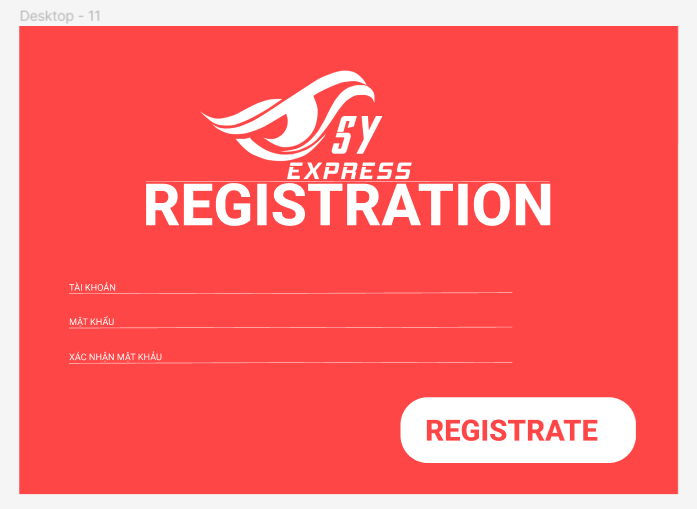 Desktop - 11
SY
EXPRESS
REGISTRATION
TÀI KHOẢN
MẬT KHẨU
XÁC NHẬN MẬT KHẨU
REGISTRATE